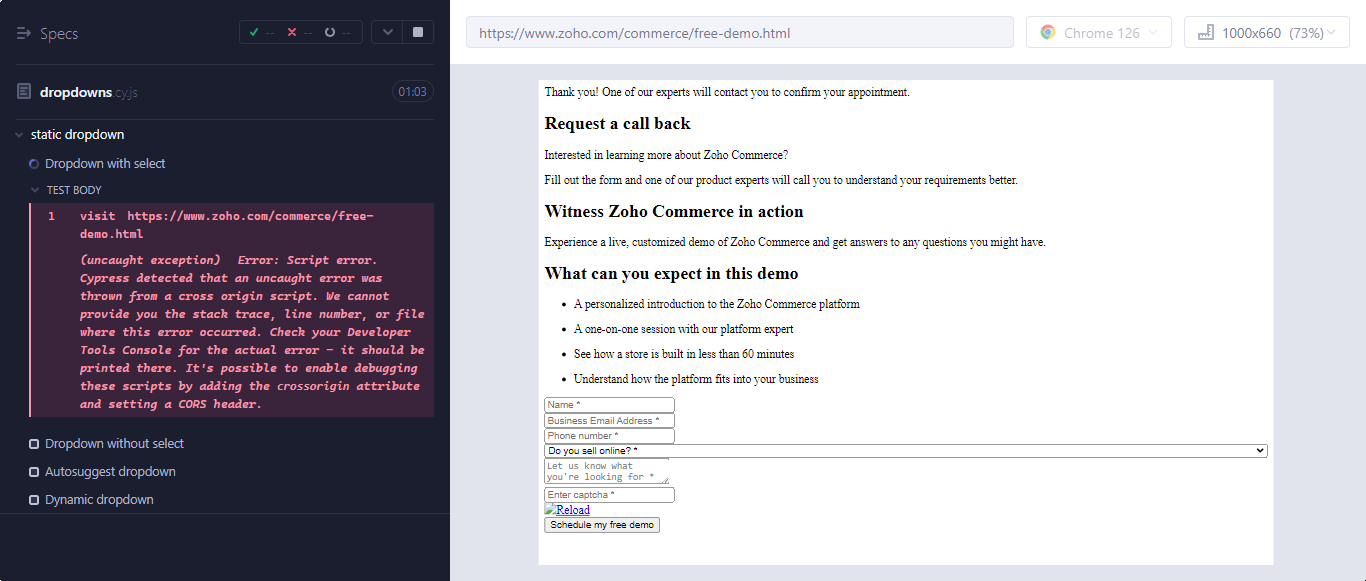 Specs
-- -- --
dropdowns.cy.js
01:03
static dropdown
Dropdown with select
TEST BODY
1 visit https://www.zoho.com/commerce/free-
demo.html
(uncaught exception) Error: Script error.
Cypress detected that an uncaught error was
thrown from a cross origin script. We cannot
provide you the stack trace, line number, or file
where this error occurred. Check your Developer
Tools Console for the actual error - it should be
printed there. It's possible to enable debugging
these scripts by adding the crossorigin attribute
and setting a CORS header.
Dropdown without select
Autosuggest dropdown
Dynamic dropdown
https://www.zoho.com/commerce/free-demo.html
Chrome 126
1000x660 (73%)
Thank you! One of our experts will contact you to confirm your appointment.
Request a call back
Interested in learning more about Zoho Commerce?
Fill out the form and one of our product experts will call you to understand your requirements better.
Witness Zoho Commerce in action
Experience a live, customized demo of Zoho Commerce and get answers to any questions you might have.
What can you expect in this demo
• A personalized introduction to the Zoho Commerce platform
• A one-on-one session with our platform expert
• See how a store is built in less than 60 minutes
• Understand how the platform fits into your business
Name *
Business Email Address *
Phone number *
Do you sell online? *
Let us know what
you're looking for *
Enter captcha *
Reload
Schedule my free demo